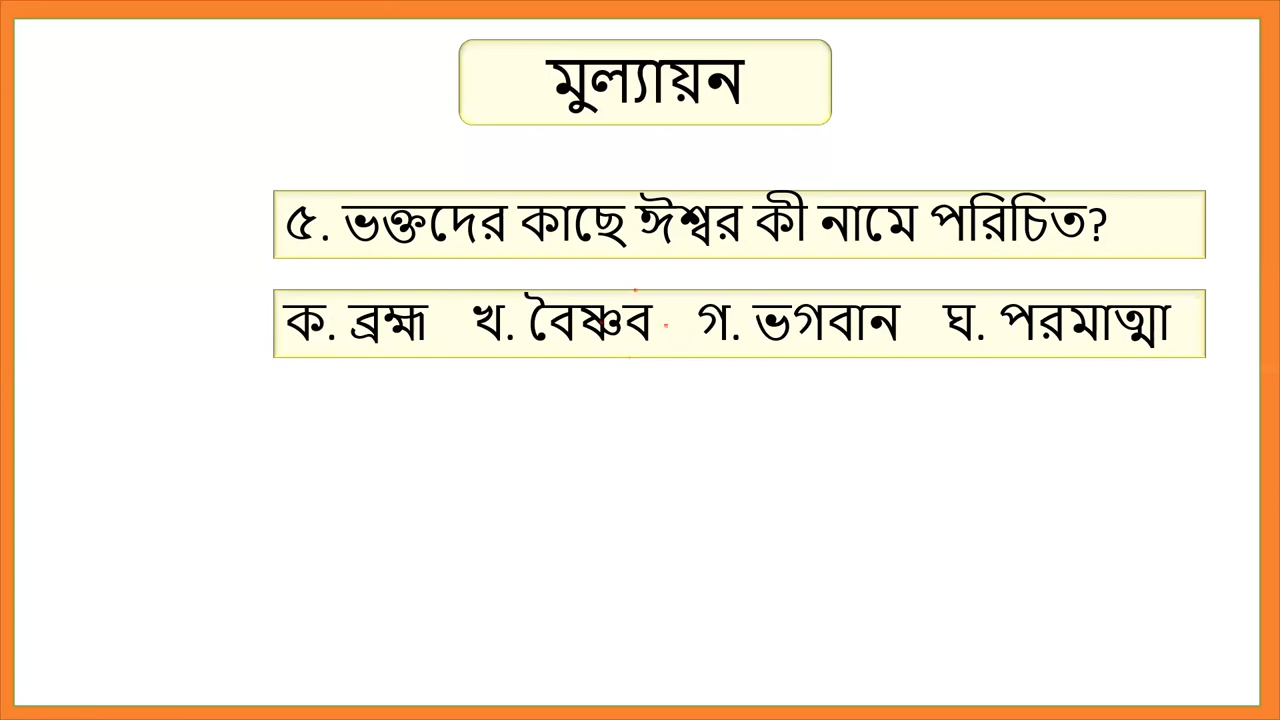 মুল্যায়ন
৫. ভক্তদের কাছে ঈশ্বর কী নামে পরিচিত?
ক. ব্রহ্ম খ. বৈষ্ণব গ. ভগবান ঘ. পরমাত্মা